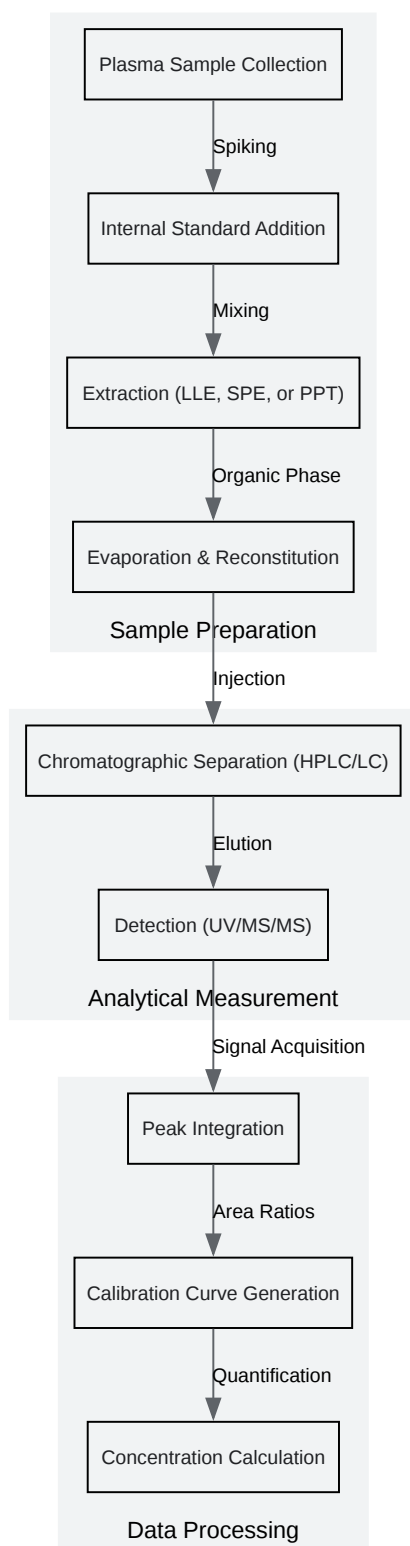 Plasma Sample Collection
Spiking
Internal Standard Addition
Mixing
Extraction (LLE, SPE, or PPT)
Organic Phase
Evaporation & Reconstitution
Sample Preparation
Injection
Chromatographic Separation (HPLC/LC)
Elution
Detection (UV/MS/MS)
Analytical Measurement
Signal Acquisition
Peak Integration
Area Ratios
Calibration Curve Generation
Quantification
Concentration Calculation
Data Processing